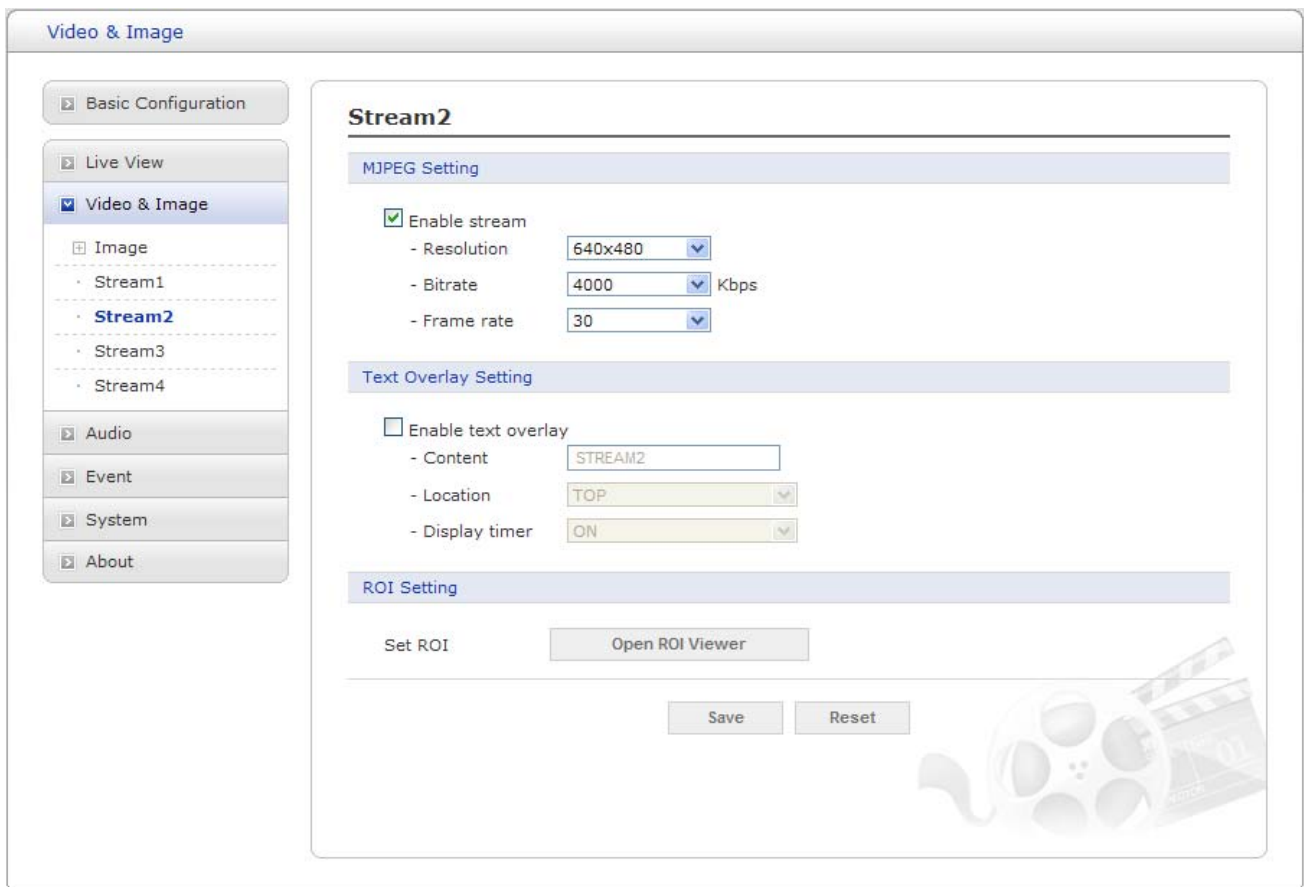 Video & Image
Basic Configuration
Live View
Video & Image
Image
Stream1
Stream2
Stream3
Stream4
Audio
Event
System
About
Stream2
MJPEG Setting
Enable stream
- Resolution 640x480
- Bitrate 4000 Kbps
- Frame rate 30
Text Overlay Setting
Enable text overlay
- Content STREAM2
- Location TOP
- Display timer ON
ROI Setting
Set ROI Open ROI Viewer
Save Reset
01